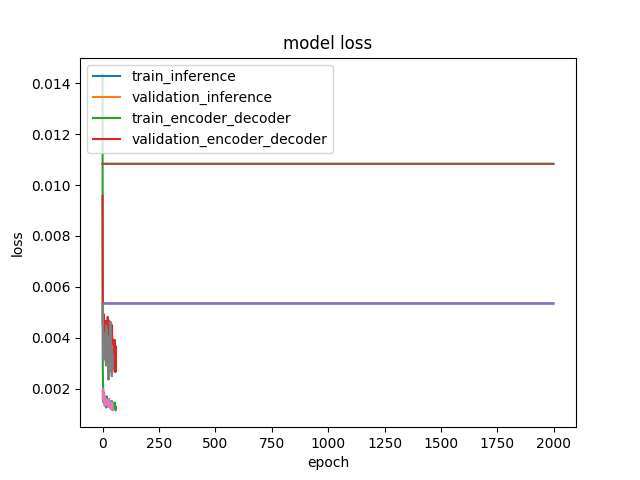 model loss
train_inference
validation_inference
train_encoder_decoder
validation_encoder_decoder
0.014
0.012
0.010
0.008
0.006
0.004
0.002
loss
0 250 500 750 1000 1250 1500 1750 2000
epoch